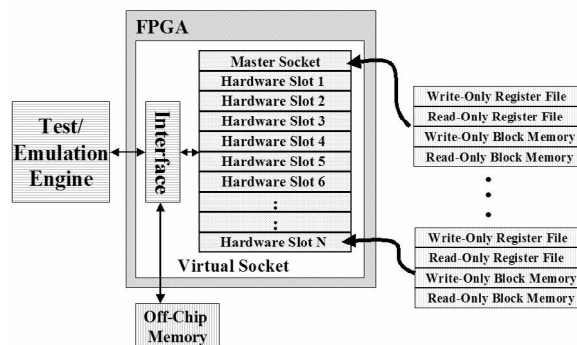 FPGA
Master Socket
Hardware Slot 1
Hardware Slot 2
Hardware Slot 3
Hardware Slot 4
Hardware Slot 5
Hardware Slot 6
:
:
Hardware Slot N
Virtual Socket
Test/
Emulation
Engine
Interface
Off-Chip
Memory
Write-Only Register File
Read-Only Register File
Write-Only Block Memory
Read-Only Block Memory
Write-Only Register File
Read-Only Register File
Write-Only Block Memory
Read-Only Block Memory